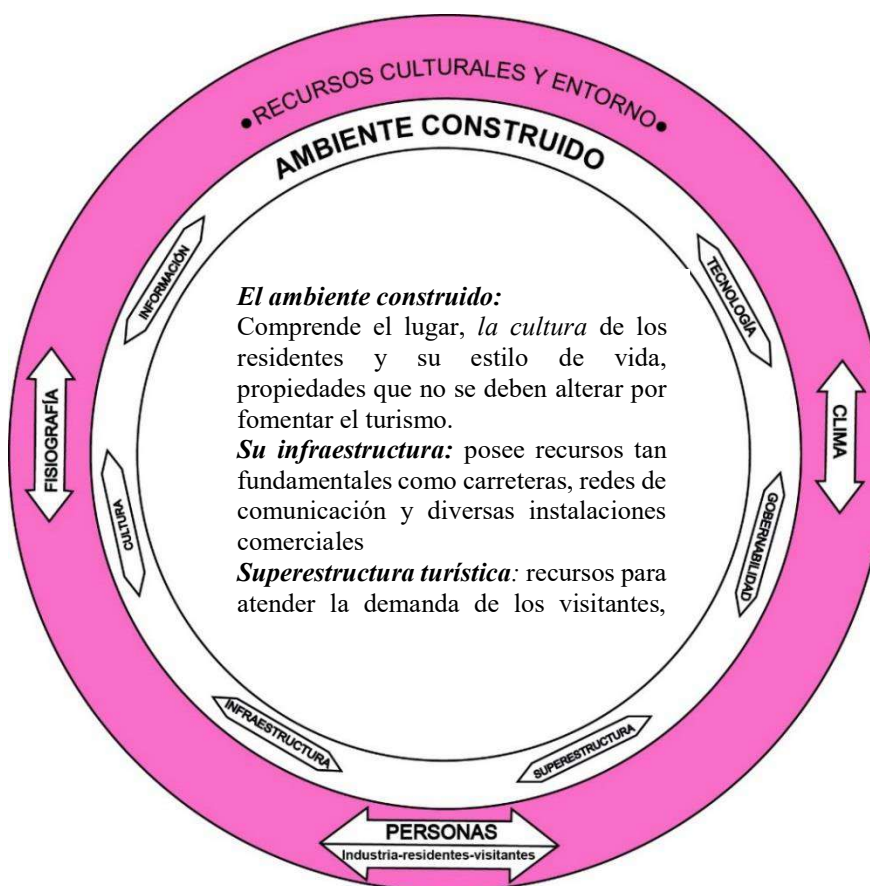 •RECURSOS CULTURALES Y ENTORNO•
AMBIENTE CONSTRUIDO
INFORMACIÓN
TECNOLOGÍA
El ambiente construido:
Comprende el lugar, la cultura de los
residentes y su estilo de vida,
propiedades que no se deben alterar por
fomentar el turismo.
Su infraestructura: posee recursos tan
fundamentales como carreteras, redes de
comunicación y diversas instalaciones
comerciales
Superestructura turística: recursos para
atender la demanda de los visitantes,
FISIOGRAFÍA
CLIMA
CULTURA
GOBERNABILIDAD
INFRAESTRUCTURA
SUPERESTRUCTURA
PERSONAS
Industria-residentes-visitantes